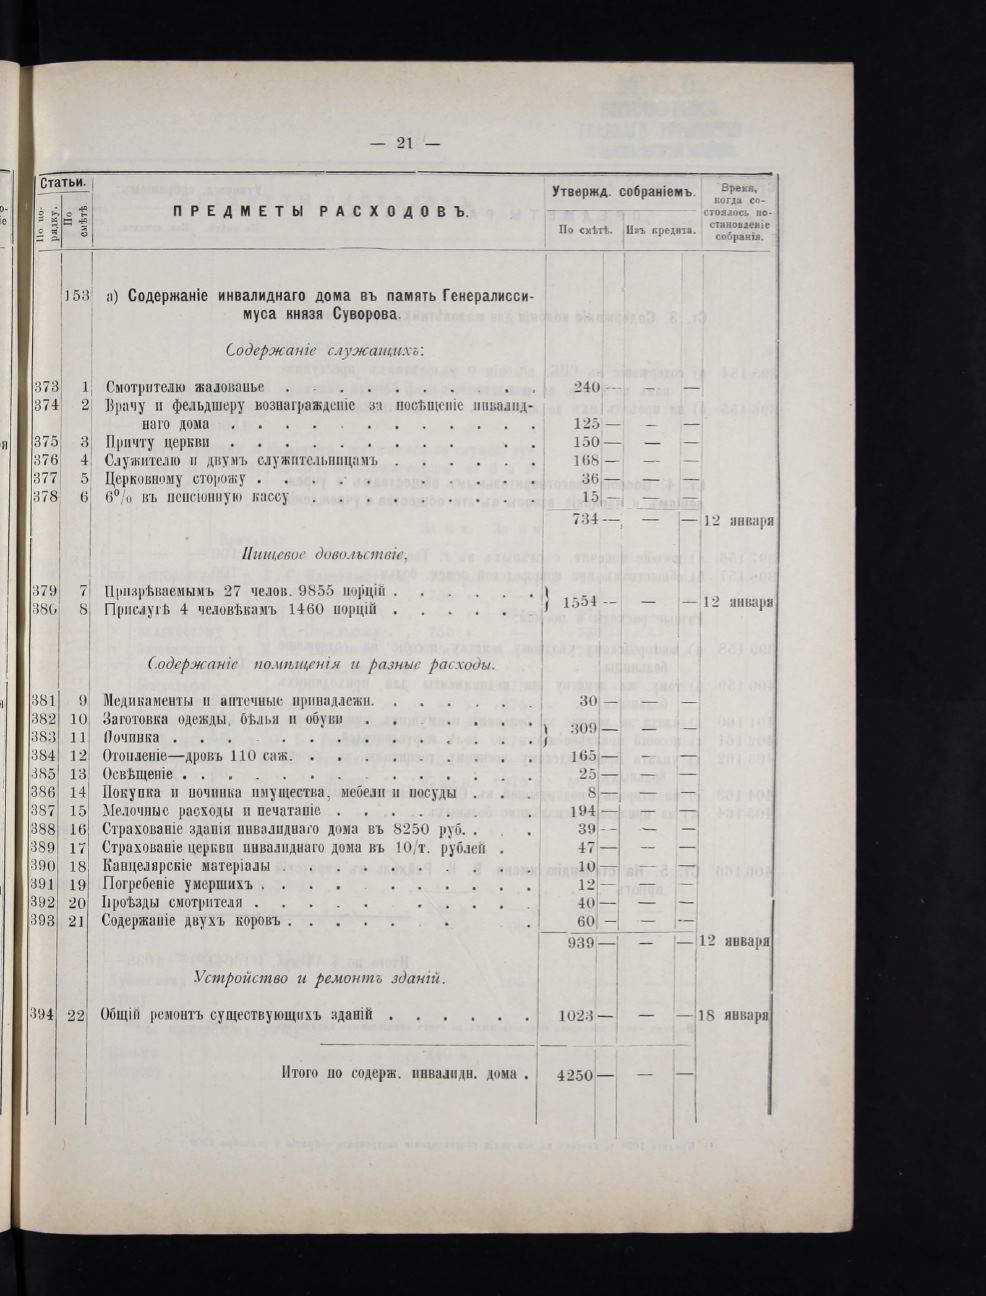 — 21 —
Статьи.
По порядку.
По смѣтѣ
ПРЕДМЕТЫ РАСХОДОВЪ.
Утвержд. собраніемъ.
По смѣтѣ. Изъ кредита.
Время,
когда со-
стоялось по-
становленіе
собранія.
153 а) Содержаніе инвалиднаго дома въ память Генералисси-
муса князя Суворова.
Содержаніе служащихъ:
373 1 Смотрителю жалованье . . . . . . . . . . 240 — — —
374 2 Врачу и фельдшеру вознагражденіе за посѣщеніе инвалид-
наго дома . . . . . . . . . . . . 125 — — —
375 3 Причту церкви . . . . . . . . . . 150 — — —
376 4 Служителю и двумъ служительницамъ . . . . . . 168 — — —
377 5 Церковному сторожу . . . . . . . . . . 36 — — —
378 6 6% въ пенсіонную кассу . . . . . . . . . 15 — — —
734 — — — 12 января
Пищевое довольствіе,
379 7 Призрѣваемымъ 27 челов. 9855 порцій . . . . . .
380 8 Прислугѣ 4 человѣкамъ 1460 порцій . . . . . . } 1554 — — — 12 января
Содержаніе помѣщенія и разные расходы.
381 9 Медикаменты и аптечные принадлежн. . . . . . . 30 — — —
382 10 Заготовка одежды, бѣлья и обуви . . . . . . .
383 11 Починка . . . . . . . . . . . . . } 309 — — —
384 12 Отопленіе—дровъ 110 саж. . . . . . . . . . 165 — — —
385 13 Освѣщеніе . . . . . . . . . . . . . 25 — — —
386 14 Покупка и починка имущества, мебели и посуды . . . 8 — — —
387 15 Мелочные расходы и печатаніе . . . . . . . 194 — — —
388 16 Страхованіе зданія инвалиднаго дома въ 8250 руб. . . . 39 — — —
389 17 Страхованіе церкви инвалиднаго дома въ 10/т. рублей . 47 — — —
390 18 Канцелярскіе матеріалы . . . . . . . . . . 10 — — —
391 19 Погребеніе умершихъ . . . . . . . . . . 12 — — —
392 20 Проѣзды смотрителя . . . . . . . . . . 40 — — —
393 21 Содержаніе двухъ коровъ . . . . . . . . 60 — — —
939 — — — 12 января
Устройство и ремонтъ зданій.
394 22 Общій ремонтъ существующихъ зданій . . . . . . 1023 — — — 18 января
Итого по содерж. инвалидн. дома . 4250 — — —